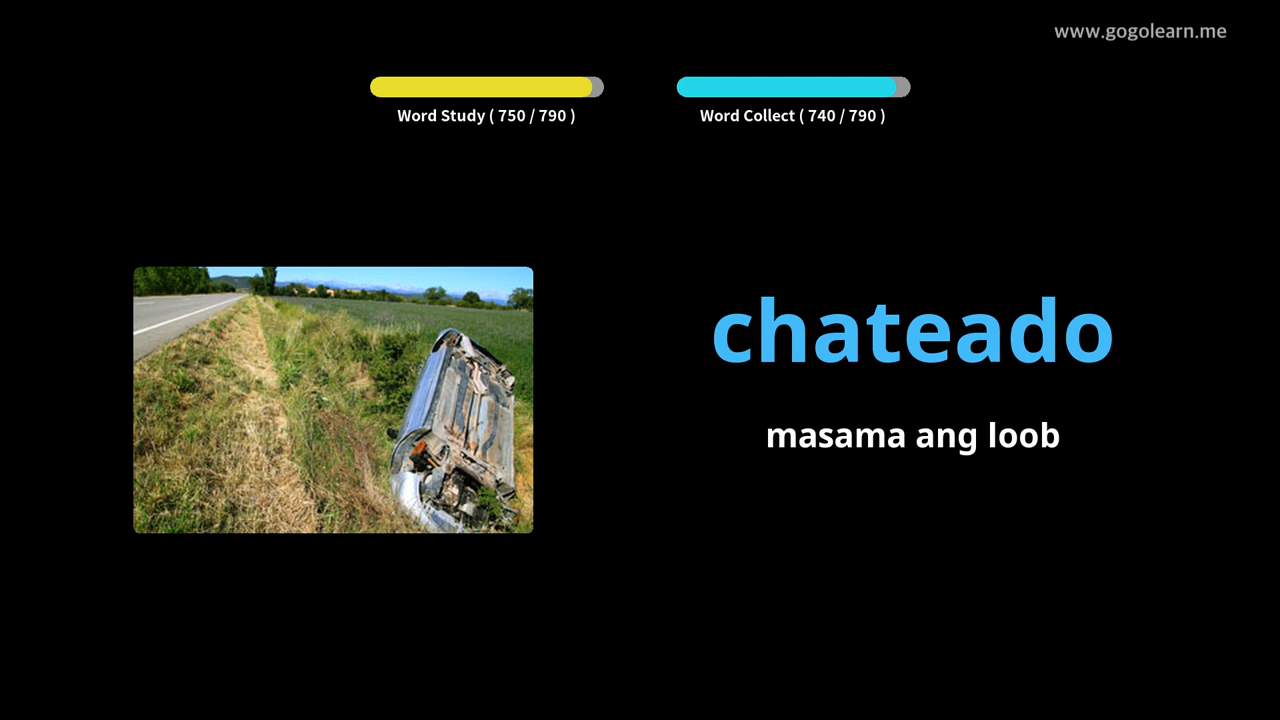 www.gogolearn.me
Word Study ( 750 / 790 )
Word Collect ( 740 / 790 )
chateado
masama ang loob